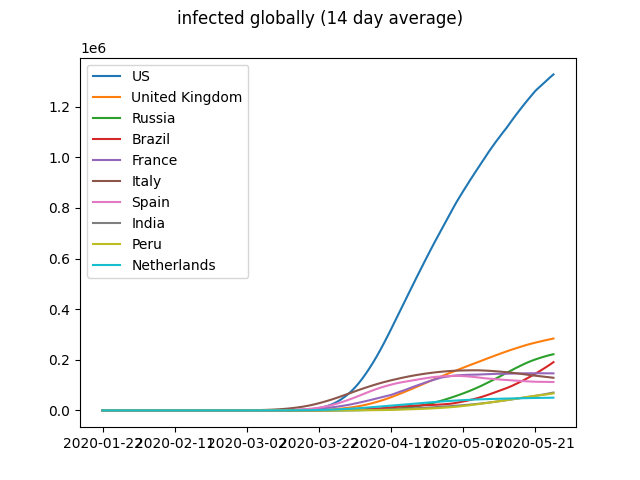 infected globally (14 day average)
1e6
US
United Kingdom
Russia
Brazil
France
Italy
Spain
India
Peru
Netherlands
1.2
1.0
0.8
0.6
0.4
0.2
0.0
2020-01-22 2020-02-11 2020-03-02 2020-03-22 2020-04-11 2020-05-01 2020-05-21